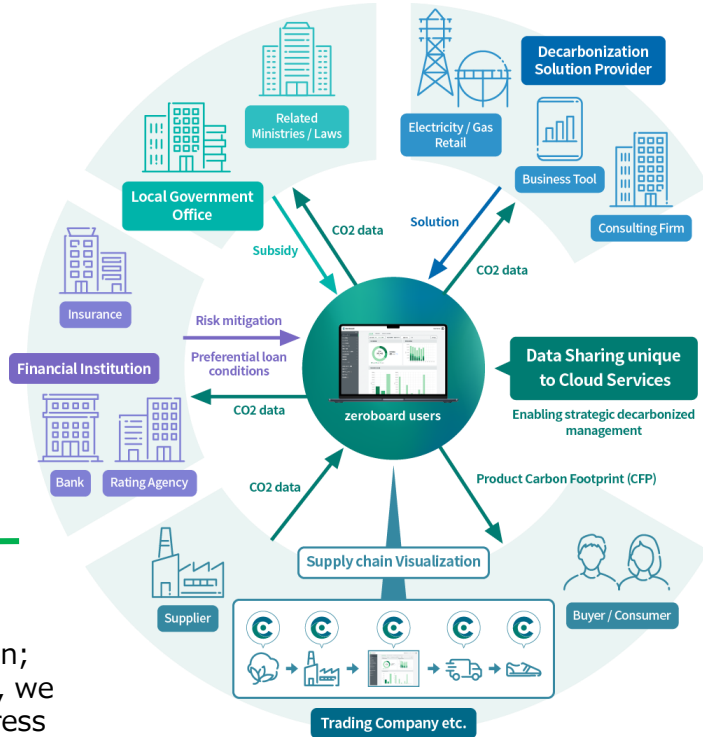 Decarbonization
Solution Provider
Related
Ministries / Laws
Electricity / Gas
Retail
Business Tool
Consulting Firm
Local Government
Office
Subsidy
CO2 data
Solution
CO2 data
Insurance
Risk mitigation
Financial Institution
Preferential loan
conditions
CO2 data
Bank
Rating Agency
zeroboard users
Data Sharing unique
to Cloud Services
Enabling strategic decarbonized
management
CO2 data
Product Carbon Footprint (CFP)
Supply chain Visualization
Supplier
Buyer / Consumer
Trading Company etc.
n;
, we
ress